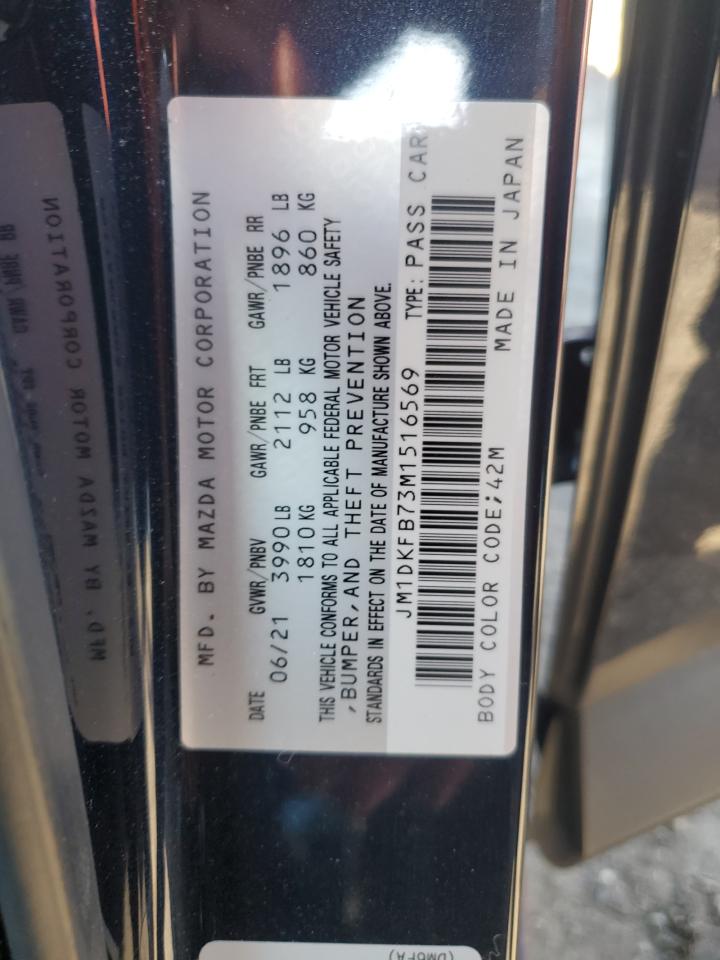 MFD. BY MAZDA MOTOR CORPORATION
DATE GVWR/PNBV GAWR/PNBE FRT GAWR/PNBE RR
06/21 3990 LB 2112 LB 1896 LB
1810 KG 958 KG 860 KG
THIS VEHICLE CONFORMS TO ALL APPLICABLE FEDERAL MOTOR VEHICLE SAFETY
,BUMPER,AND THEFT PREVENTION
STANDARDS IN EFFECT ON THE DATE OF MANUFACTURE SHOWN ABOVE.
JM1DKFB73M1516569 TYPE: PASS CAR
BODY COLOR CODE;42M MADE IN JAPAN